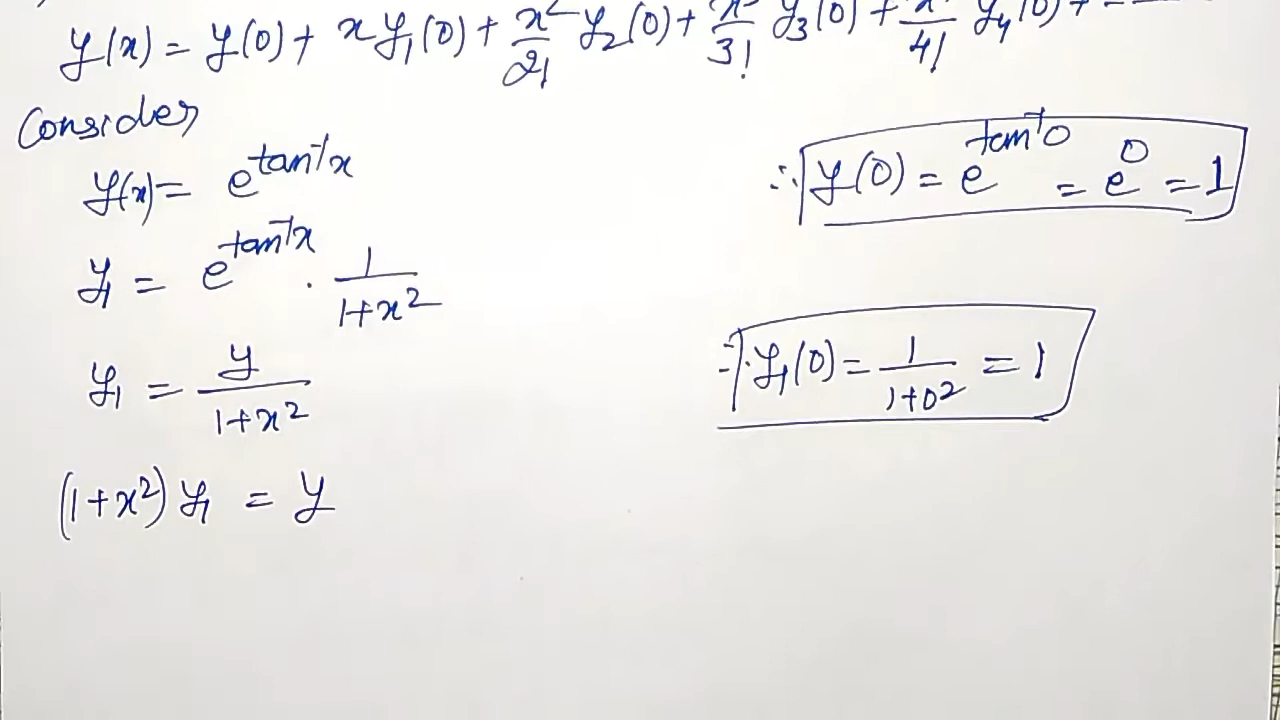 y(x) = y(0) + x y₁(0) + x²/2! y₂(0) + x³/3! y₃(0) + x⁴/4! y₄(0) + ---
Consider
y(x) = e^(tan⁻¹x)
∴ y(0) = e^(tan⁻¹0) = e⁰ = 1
y₁ = e^(tan⁻¹x) · 1/(1+x²)
y₁ = y/(1+x²)
∴ y₁(0) = 1/(1+0²) = 1
(1+x²) y₁ = y